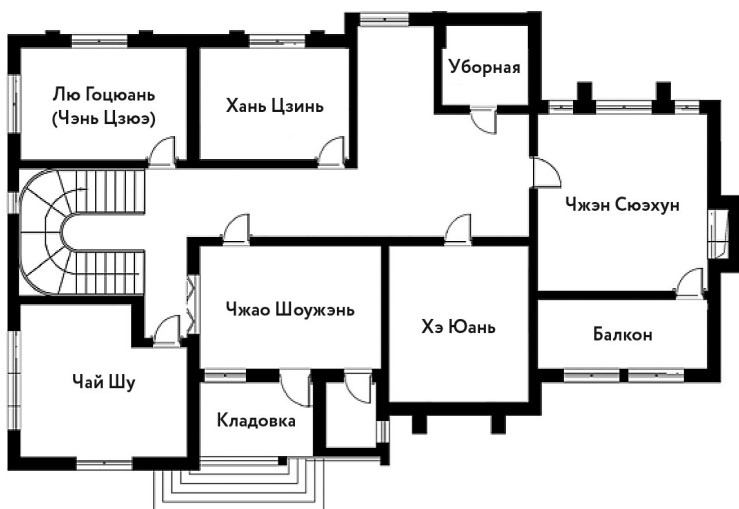 Уборная
Лю Гоцюань
(Чэнь Цзюэ)
Хань Цзинь
Чжэн Сюэхун
Чжао Шоужэнь
Хэ Юань
Балкон
Чай Шу
Кладовка